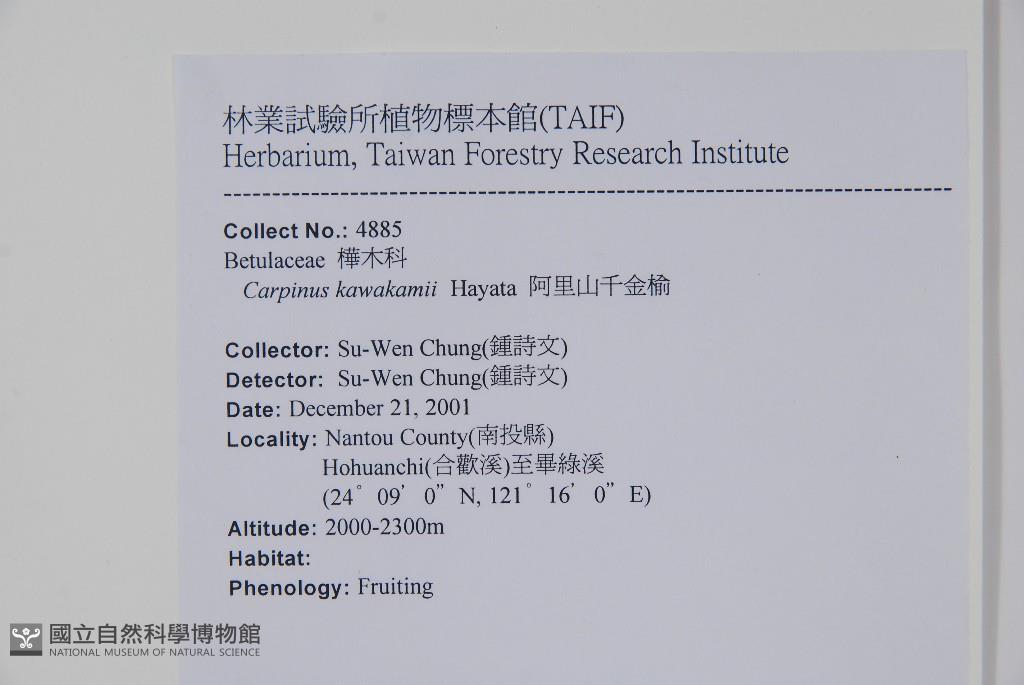 林業試驗所植物標本館(TAIF)
Herbarium, Taiwan Forestry Research Institute
--------------------------------------------------------------------------------------------
Collect No.: 4885
Betulaceae 樺木科
Carpinus kawakamii Hayata 阿里山千金榆
Collector: Su-Wen Chung(鍾詩文)
Detector: Su-Wen Chung(鍾詩文)
Date: December 21, 2001
Locality: Nantou County(南投縣)
Hohuanchi(合歡溪)至畢綠溪
(24° 09’ 0” N, 121° 16’ 0” E)
Altitude: 2000-2300m
Habitat:
Phenology: Fruiting
國立自然科學博物館
NATIONAL MUSEUM OF NATURAL SCIENCE